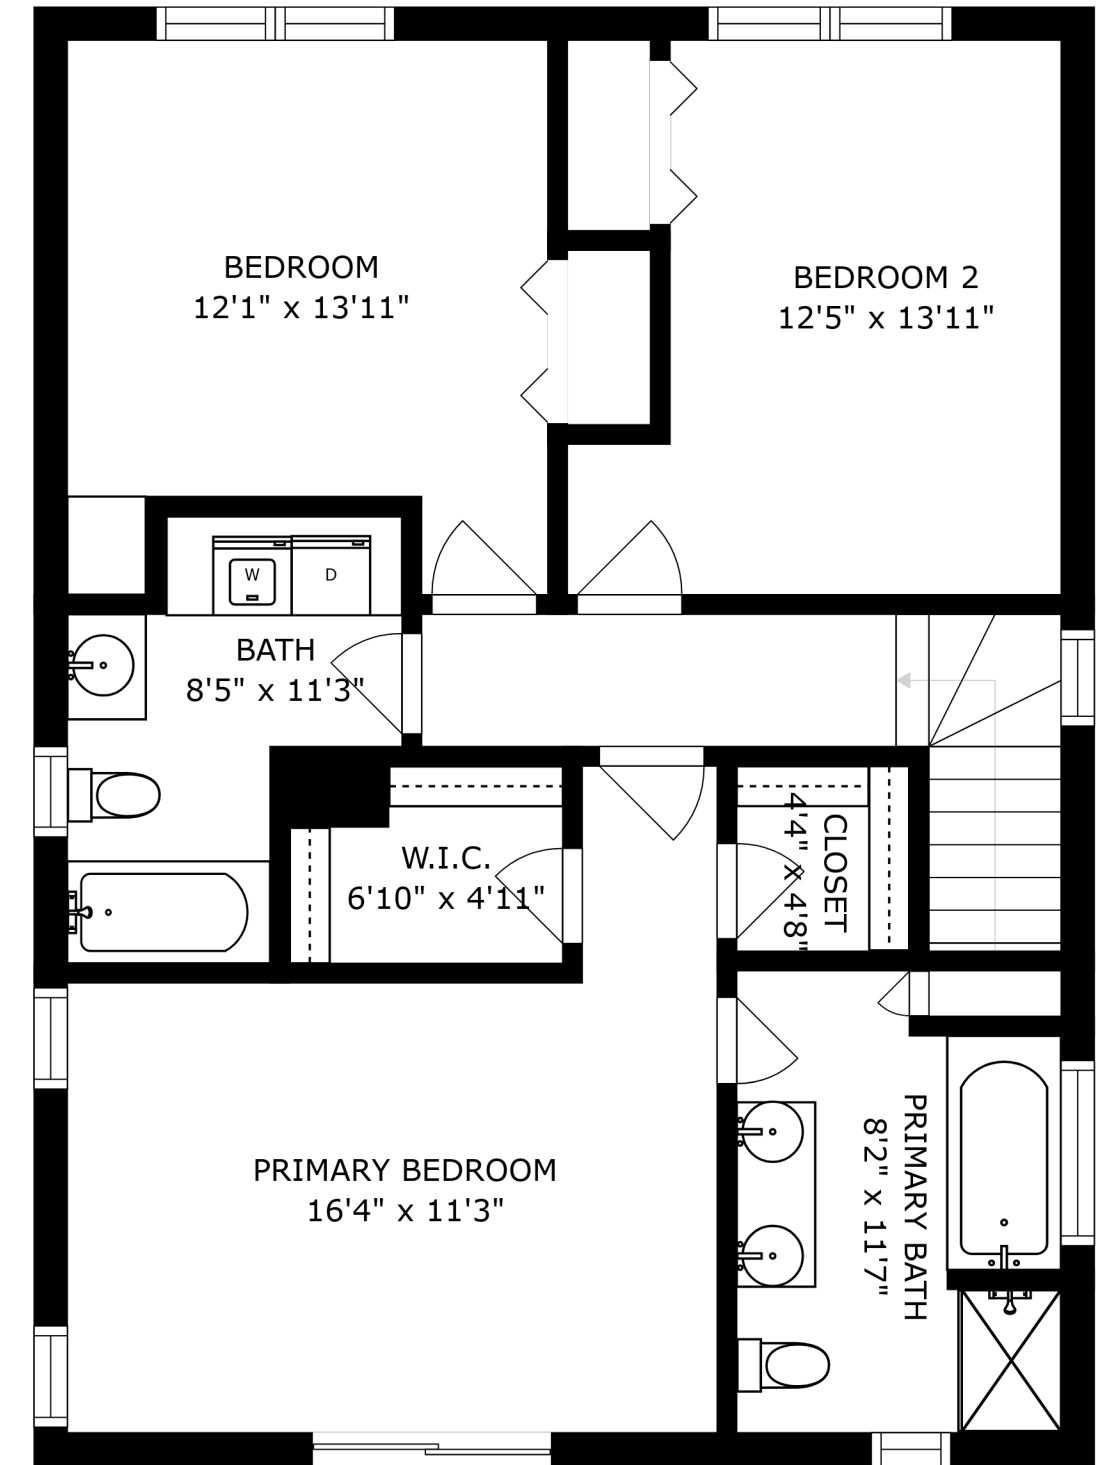 BEDROOM
12'1" x 13'11"
BEDROOM 2
12'5" x 13'11"
W
D
BATH
8'5" x 11'3"
W.I.C.
6'10" x 4'11"
CLOSET
4'4" x 4'8"
PRIMARY BEDROOM
16'4" x 11'3"
PRIMARY BATH
8'2" x 11'7"